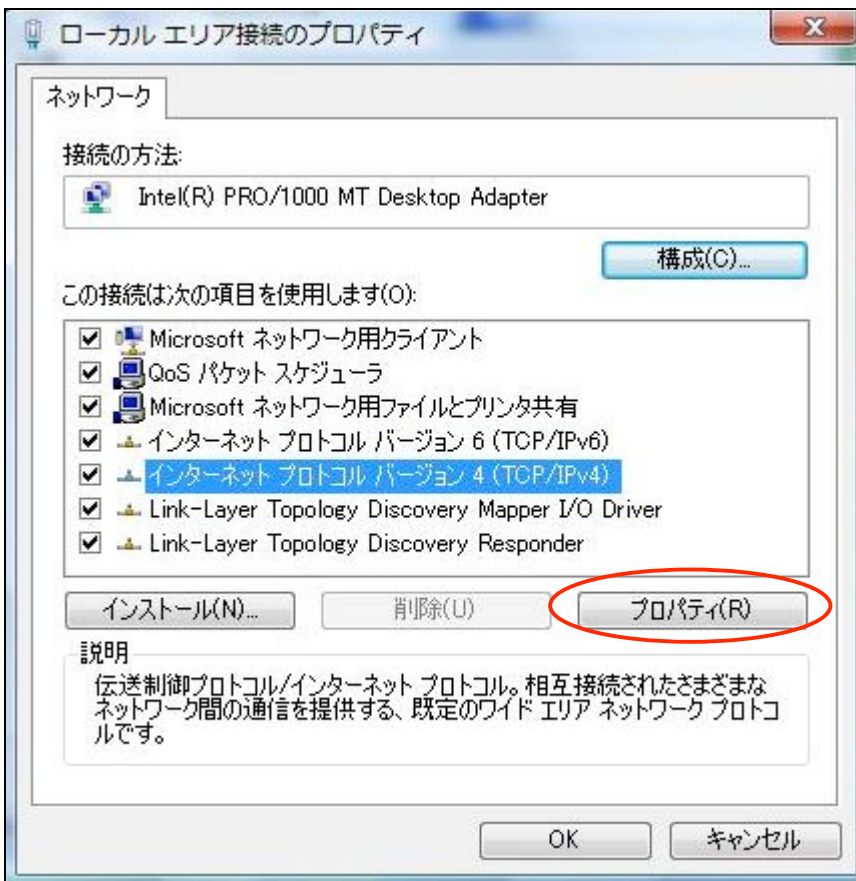 ローカル エリア接続のプロパティ
ネットワーク
接続の方法:
Intel(R) PRO/1000 MT Desktop Adapter
構成(C)...
この接続は次の項目を使用します(O):
Microsoft ネットワーク用クライアント
QoS パケット スケジューラ
Microsoft ネットワーク用ファイルとプリンタ共有
インターネット プロトコル バージョン 6 (TCP/IPv6)
インターネット プロトコル バージョン 4 (TCP/IPv4)
Link-Layer Topology Discovery Mapper I/O Driver
Link-Layer Topology Discovery Responder
インストール(N)... 削除(U) プロパティ(R)
説明
伝送制御プロトコル/インターネット プロトコル。相互接続されたさまざまな
ネットワーク間の通信を提供する、既定のワイド エリア ネットワーク プロトコ
ルです。
OK キャンセル